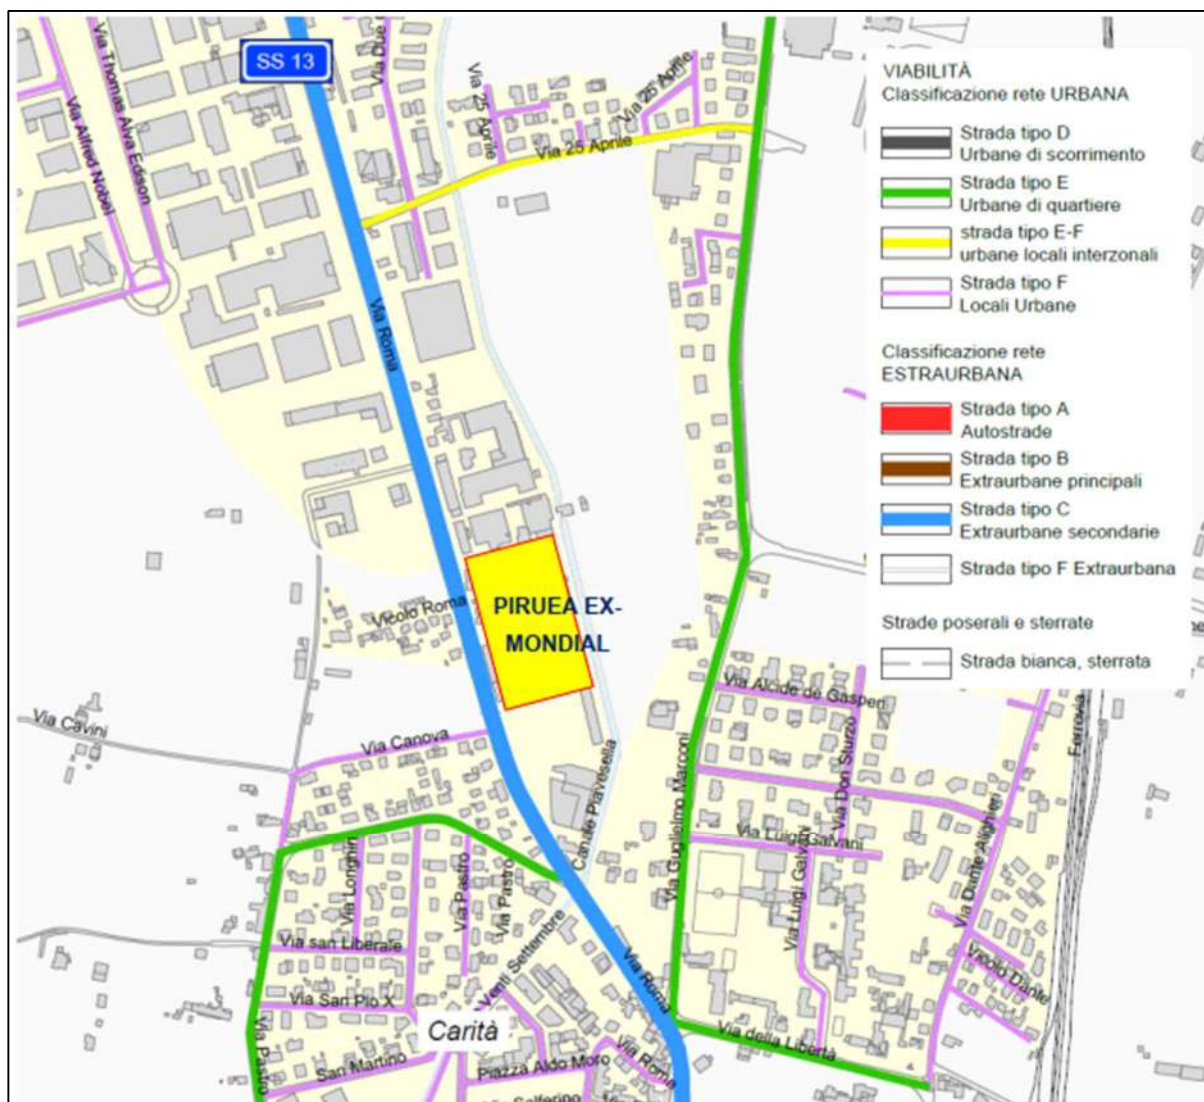 SS 13
Via Thomas Alva Edison
Via Alfred Nobel
Via Due
Via 25 Aprile
Via 25 Aprile
Via 25 Aprile
Via Roma
VIABILITÀ
Classificazione rete URBANA
Strada tipo D
Urbane di scorrimento
Strada tipo E
Urbane di quartiere
strada tipo E-F
urbane locali interzonali
Strada tipo F
Locali Urbane
Classificazione rete
ESTRAURBANA
Strada tipo A
Autostrade
Strada tipo B
Extraurbane principali
Strada tipo C
Extraurbane secondarie
Strada tipo F Extraurbana
Strade poserali e sterrate
Strada bianca, sterrata
Vicolo Roma
PIRUEA EX-
MONDIAL
Via Cavini
Via Canova
Canale Piavesella
Via Guglielmo Marconi
Via Alcide de Gasperi
Via Don Sturzo
Ferrovia
Via Luigi Galvani
Via Luigi Galvani
Via Dante Alighieri
Vicolo Dante
Via Longhin
Via Pastro
Via Pastro
Via san Liberale
Via San Pio X
Via Pastro
Venti Settembre
Via Roma
Via della Libertà
Carità
San Martino
Piazza Aldo Moro
Via Roma
Solferino